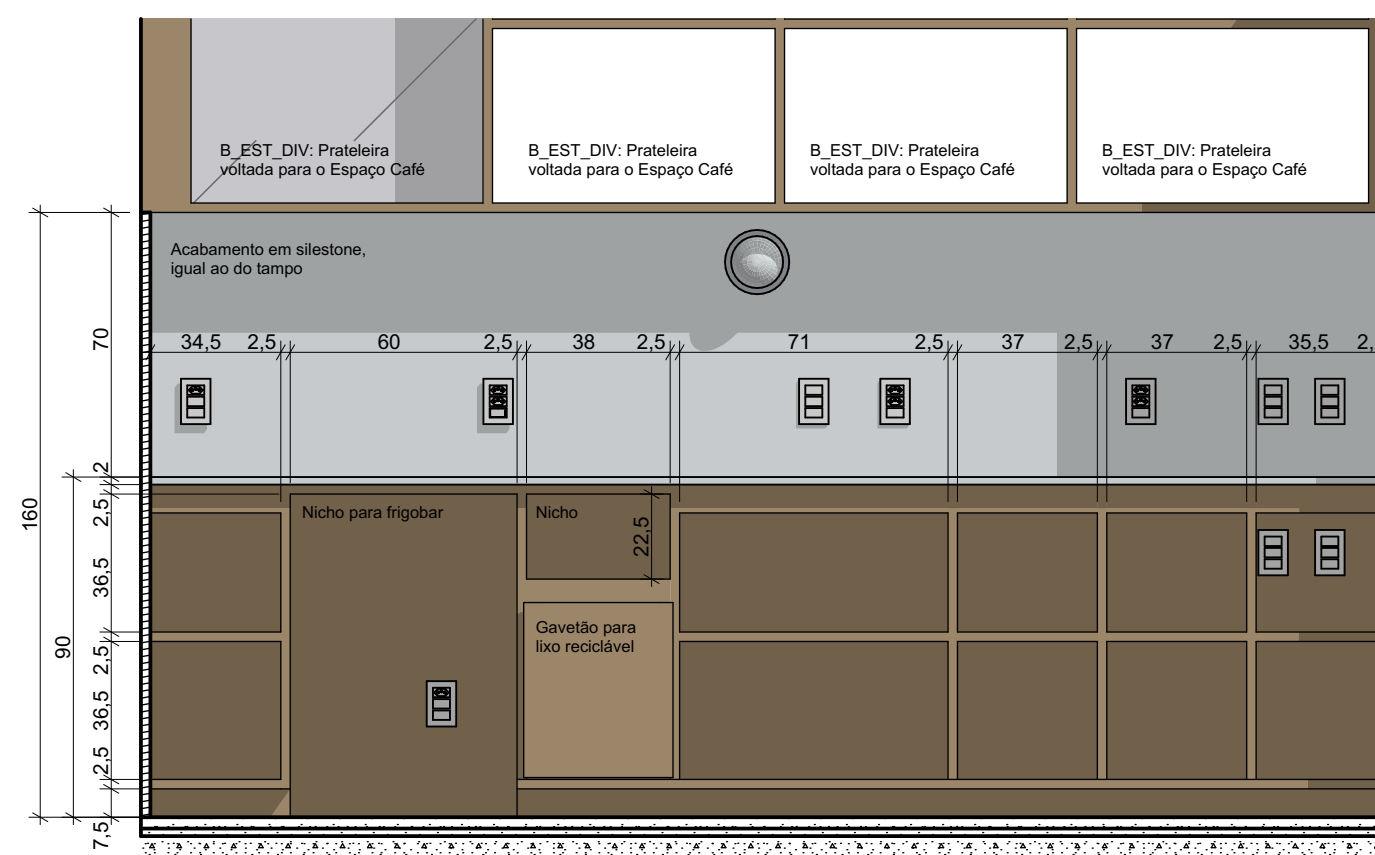 B_EST_DIV: Prateleira
voltada para o Espaço Café
B_EST_DIV: Prateleira
voltada para o Espaço Café
B_EST_DIV: Prateleira
voltada para o Espaço Café
B_EST_DIV: Prateleira
voltada para o Espaço Café
Acabamento em silestone,
igual ao do tampo
34,5 2,5 60 2,5 38 2,5 71 2,5 37 2,5 37 2,5 35,5 2,
70
2
2,5
36,5
2,5
36,5
2,5
7,5
90
160
Nicho para frigobar
Nicho
22,5
Gavetão para
lixo reciclável